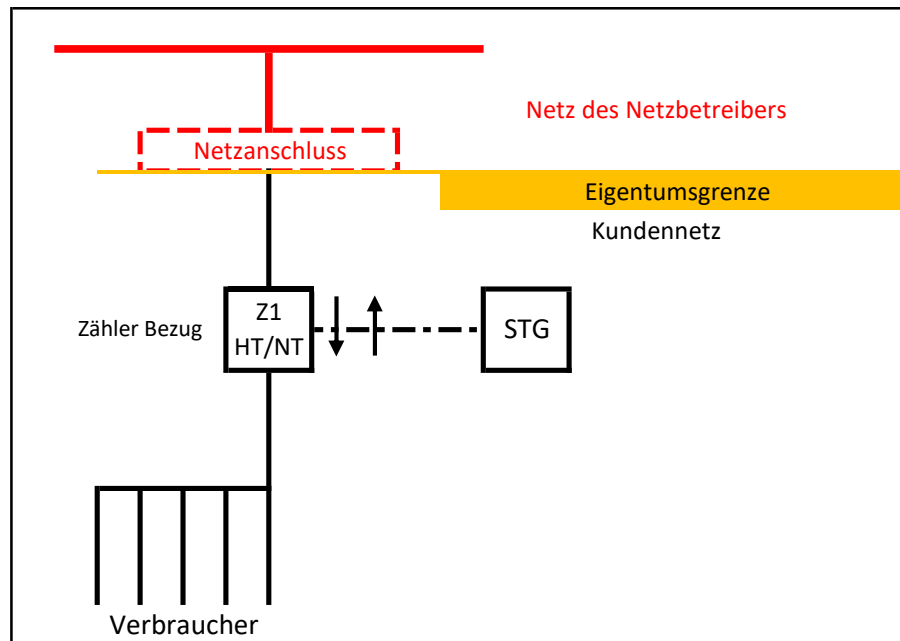 Netz des Netzbetreibers
Netzanschluss
Eigentumsgrenze
Kundennetz
Zähler Bezug
Z1
HT/NT
STG
Verbraucher